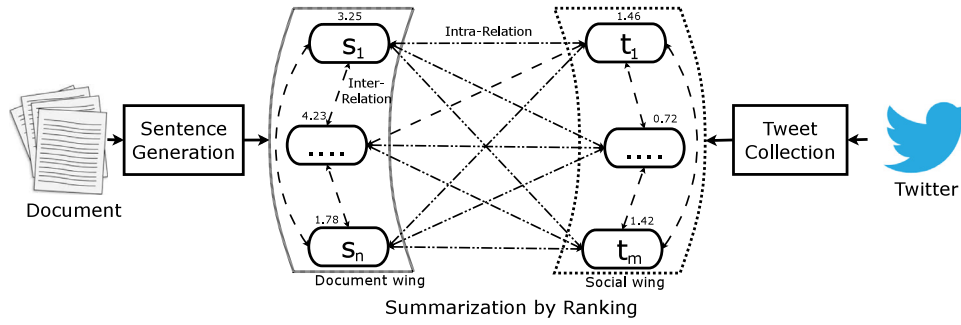 3.25
s1
Intra-Relation
1.46
t1
Inter-
Relation
4.23
....
0.72
....
Sentence
Generation
Tweet
Collection
Document
Twitter
1.78
sn
1.42
tm
Document wing
Social wing
Summarization by Ranking